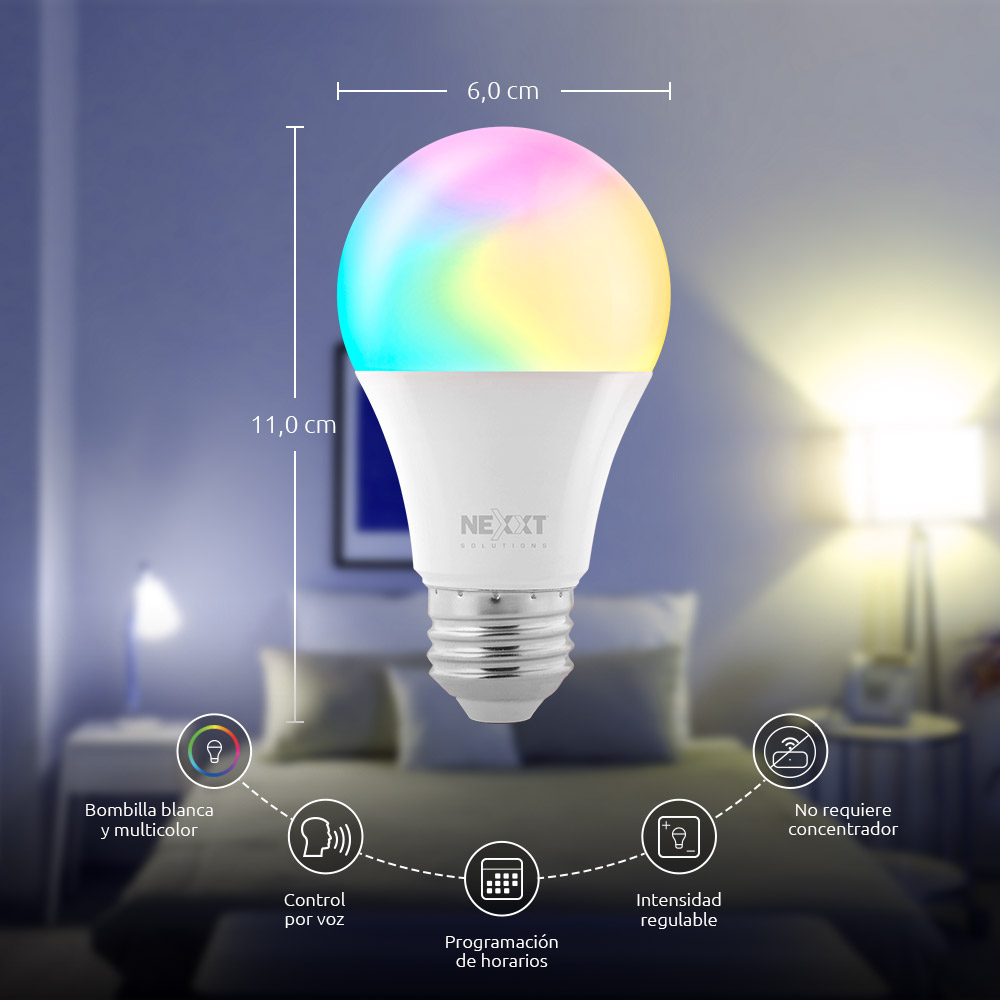 6,0 cm
11,0 cm
NEXXT
SOLUTIONS
Bombilla blanca
y multicolor
No requiere
concentrador
Control
por voz
Intensidad
regulable
Programación
de horarios